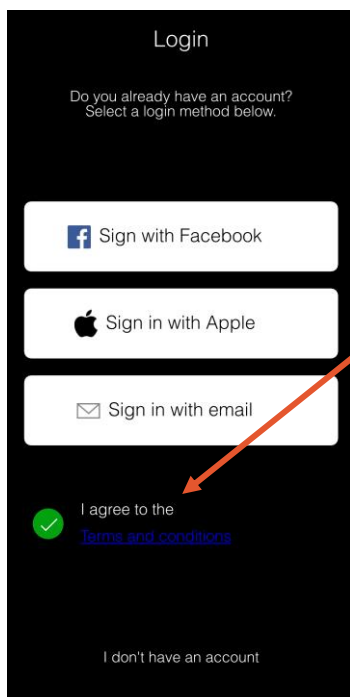 Login
Do you already have an account?
Select a login method below.
Sign with Facebook
Sign in with Apple
Sign in with email
I agree to the
Terms and conditions
I don't have an account